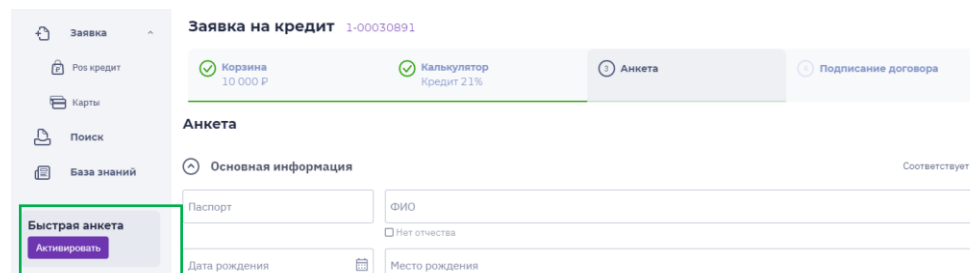 Заявка
Pos кредит
Карты
Поиск
База знаний
Быстрая анкета
Активировать
Заявка на кредит 1-00030891
Корзина
10 000 ₽
Калькулятор
Кредит 21%
3 Анкета
4 Подписание договора
Анкета
Основная информация
Соответствует
Паспорт
ФИО
Нет отчества
Дата рождения
Место рождения